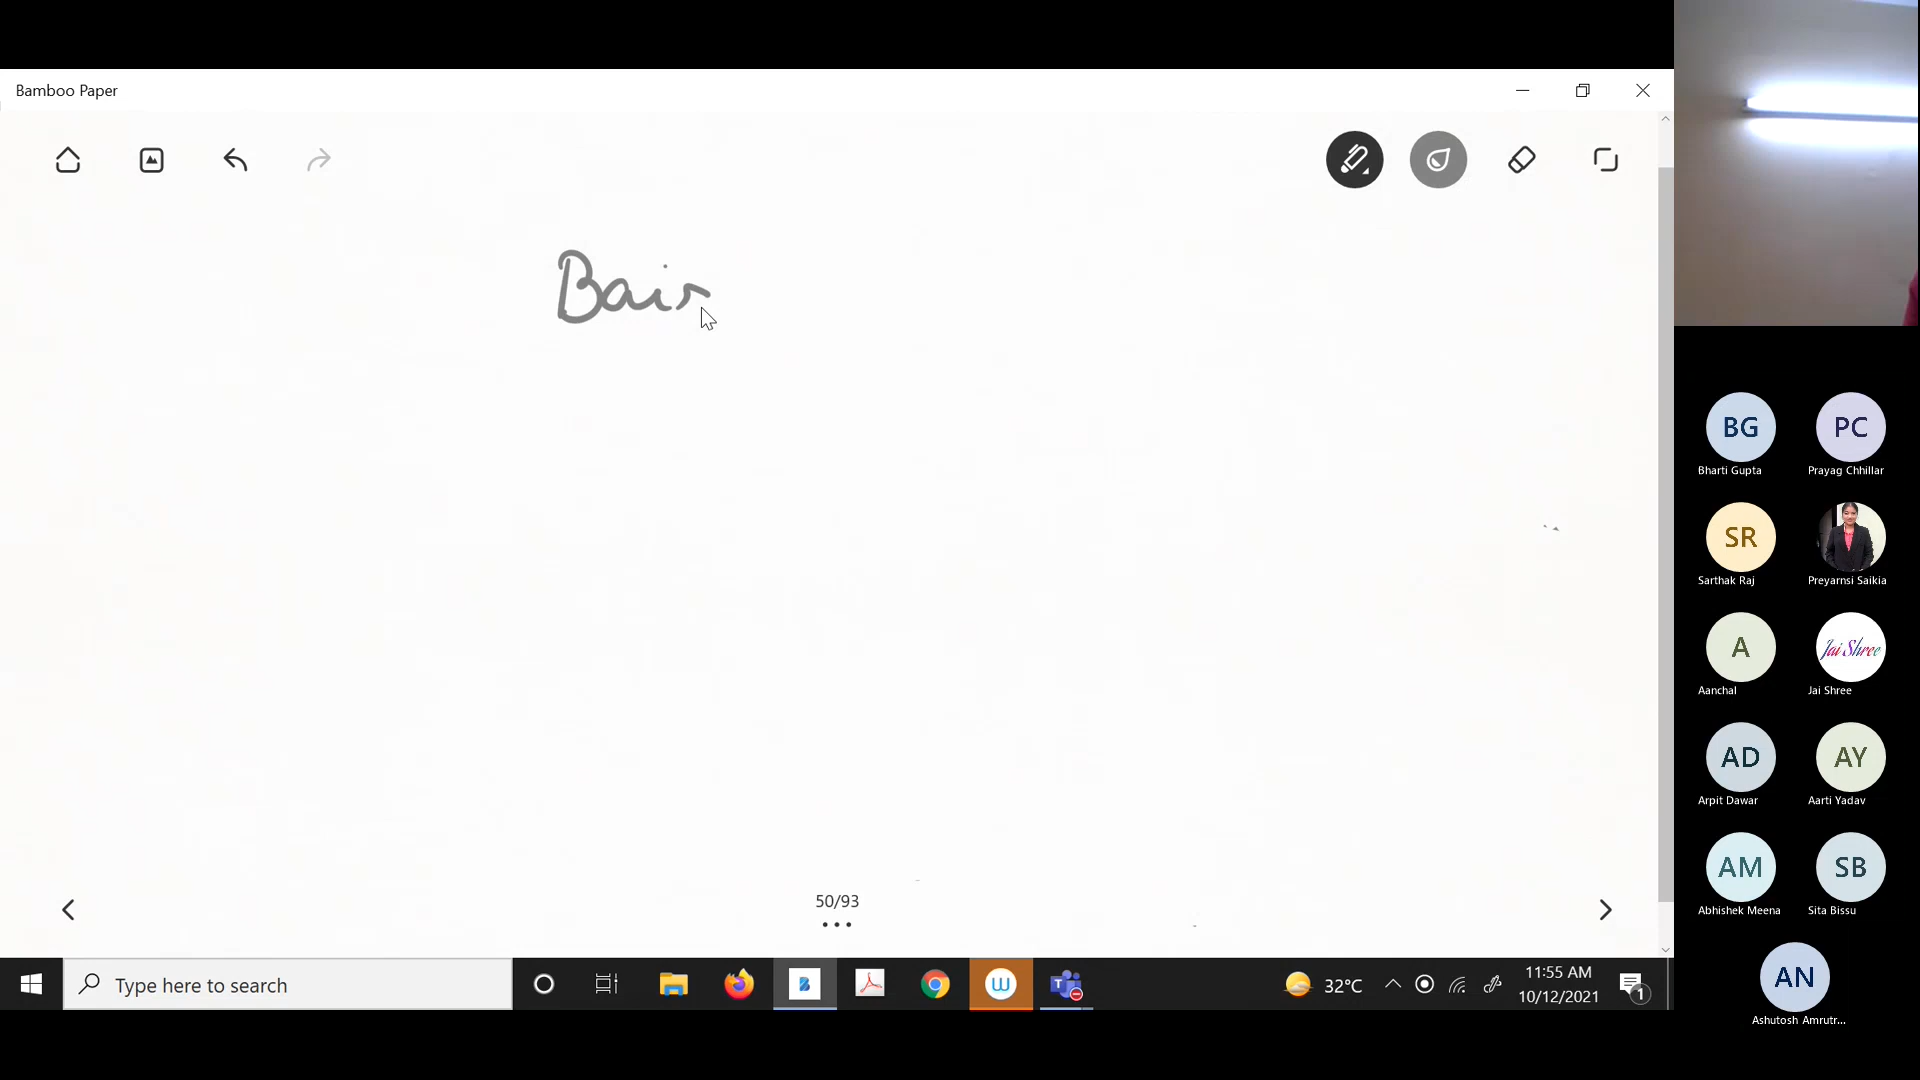 Bamboo Paper
Bair
50/93
Type here to search
32°C
11:55 AM
10/12/2021
1
BG
Bharti Gupta
PC
Prayag Chhillar
SR
Sarthak Raj
Preyarnsi Saikia
A
Aanchal
Jai Shree
Jai Shree
AD
Arpit Dawar
AY
Aarti Yadav
AM
Abhishek Meena
SB
Sita Bissu
AN
Ashutosh Amrutr...